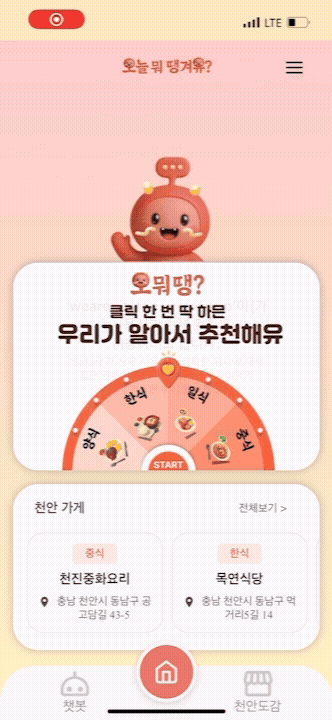 LTE
오늘 뭐 땡겨유?
오뭐땡?
클릭 한 번 딱 하은
우리가 알아서 추천해유
양식
한식
일식
중식
START
천안 가게
전체보기 >
중식
천진중화요리
충남 천안시 동남구 공
고담길 43-5
한식
목연식당
충남 천안시 동남구 먹
거리5길 14
챗봇
천안도감